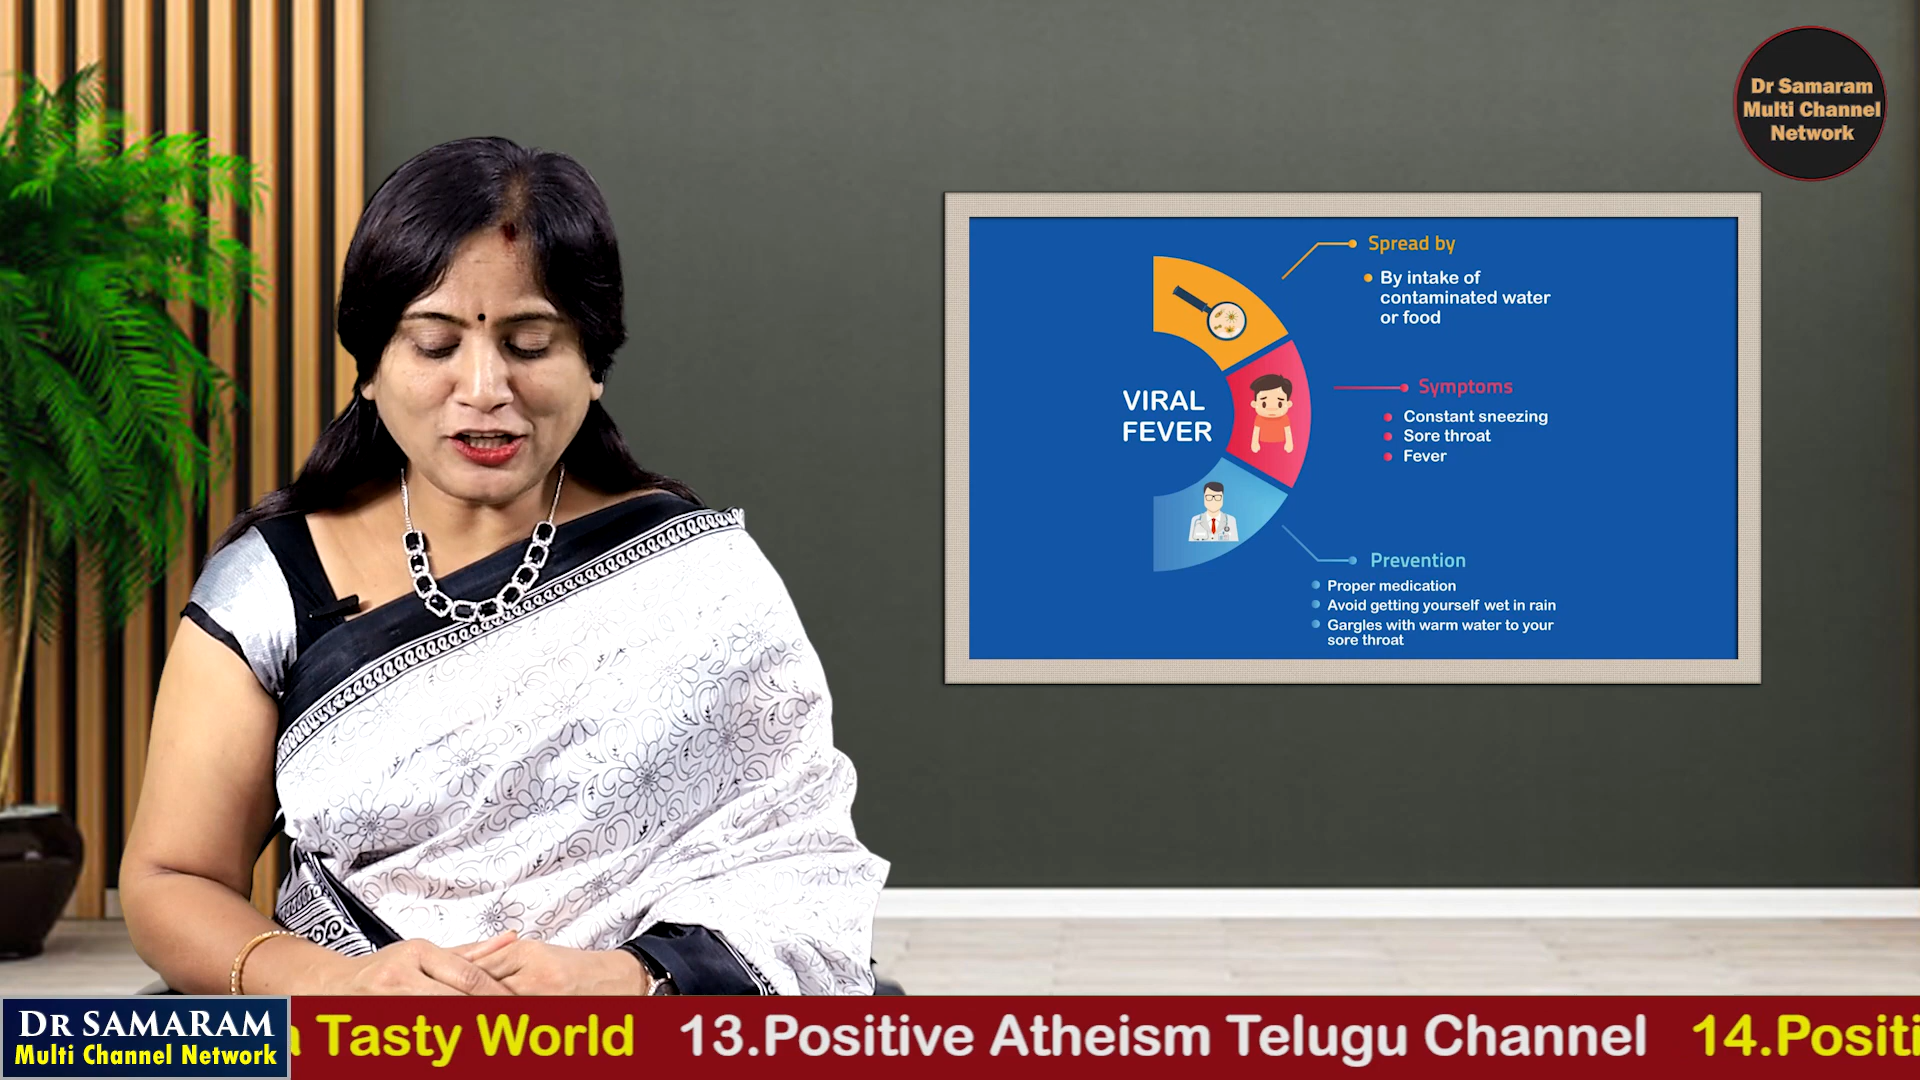 Dr Samaram
Multi Channel
Network
Spread by
By intake of
contaminated water
or food
VIRAL
FEVER
Symptoms
Constant sneezing
Sore throat
Fever
Prevention
Proper medication
Avoid getting yourself wet in rain
Gargles with warm water to your
sore throat
DR SAMARAM
Multi Channel Network
a Tasty World 13.Positive Atheism Telugu Channel 14.Positi